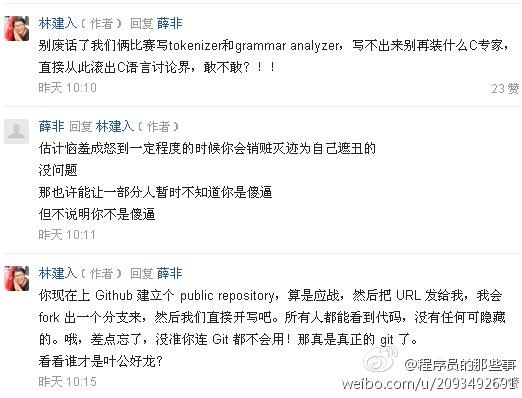 林建入（作者） 回复 薛非
别废话了我们俩比赛写tokenizer和grammar analyzer，写不出来别再装什么C专家，
直接从此滚出C语言讨论界，敢不敢？！！
昨天 10:10
23 赞
薛非 回复 林建入（作者）
估计恼羞成怒到一定程度的时候你会销赃灭迹为自己遮丑的
没问题
那也许能让一部分人暂时不知道你是傻逼
但不说明你不是傻逼
昨天 10:11
林建入（作者） 回复 薛非
你现在上 Github 建立个 public repository，算是应战，然后把 URL 发给我，我会
fork 出一个分支来，然后我们直接开写吧。所有人都能看到代码，没有任何可隐藏
的。哦，差点忘了，没准你连 Git 都不会用！那真是真正的 git 了。
看看谁才是叶公好龙？
昨天 10:15
@程序员的那些事
weibo.com/u/2093492691